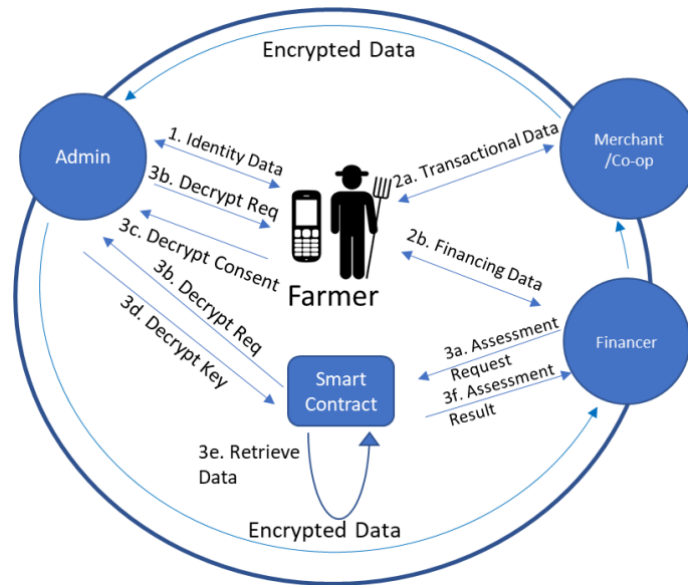 Encrypted Data
Admin
Merchant
/Co-op
1. Identity Data
2a. Transactional Data
3b. Decrypt Req
3c. Decrypt Consent
2b. Financing Data
Farmer
3b. Decrypt Req
3d. Decrypt Key
3a. Assessment
Request
3f. Assessment
Result
Financer
Smart
Contract
3e. Retrieve
Data
Encrypted Data